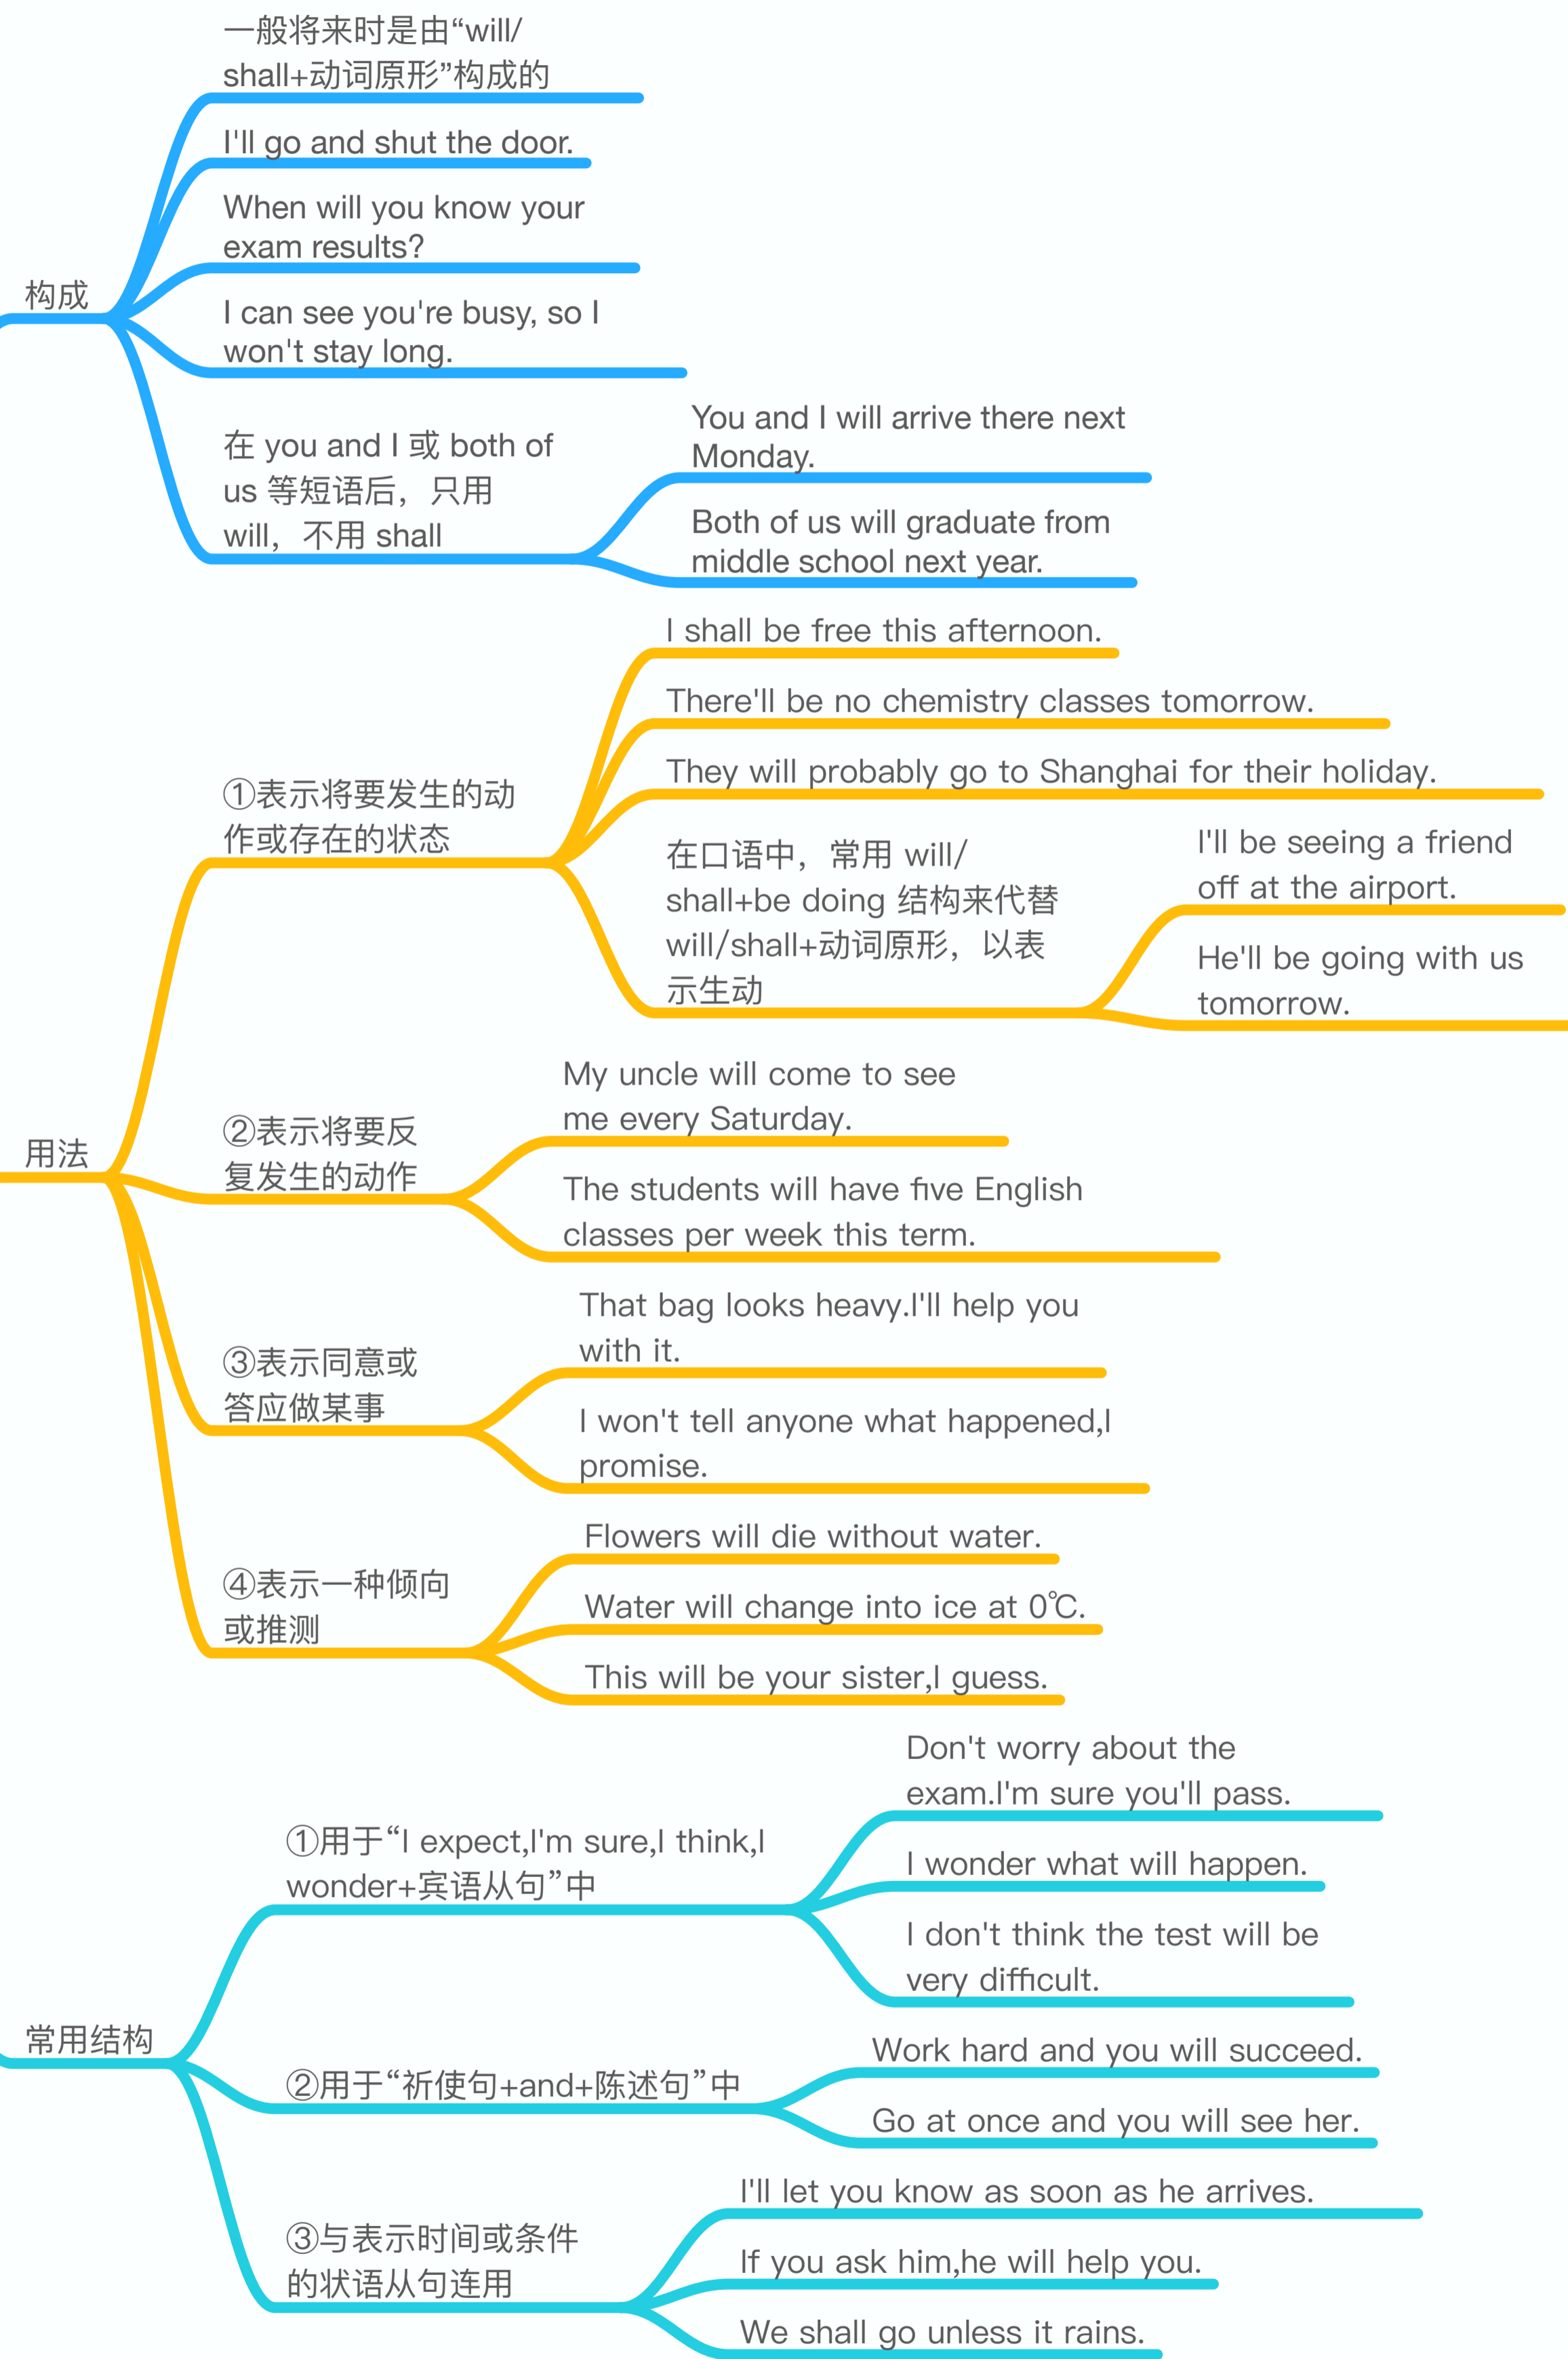 构成
一般将来时是由“will/
shall+动词原形”构成的
I'll go and shut the door.
When will you know your
exam results?
I can see you're busy, so I
won't stay long.
在 you and I 或 both of
us 等短语后，只用
will，不用 shall
You and I will arrive there next
Monday.
Both of us will graduate from
middle school next year.
用法
①表示将要发生的动
作或存在的状态
I shall be free this afternoon.
There'll be no chemistry classes tomorrow.
They will probably go to Shanghai for their holiday.
在口语中，常用 will/
shall+be doing 结构来代替
will/shall+动词原形，以表
示生动
I'll be seeing a friend
off at the airport.
He'll be going with us
tomorrow.
②表示将要反
复发生的动作
My uncle will come to see
me every Saturday.
The students will have five English
classes per week this term.
③表示同意或
答应做某事
That bag looks heavy.I'll help you
with it.
I won't tell anyone what happened,I
promise.
④表示一种倾向
或推测
Flowers will die without water.
Water will change into ice at 0℃.
This will be your sister,I guess.
常用结构
①用于“I expect,I'm sure,I think,I
wonder+宾语从句”中
Don't worry about the
exam.I'm sure you'll pass.
I wonder what will happen.
I don't think the test will be
very difficult.
②用于“祈使句+and+陈述句”中
Work hard and you will succeed.
Go at once and you will see her.
③与表示时间或条件
的状语从句连用
I'll let you know as soon as he arrives.
If you ask him,he will help you.
We shall go unless it rains.